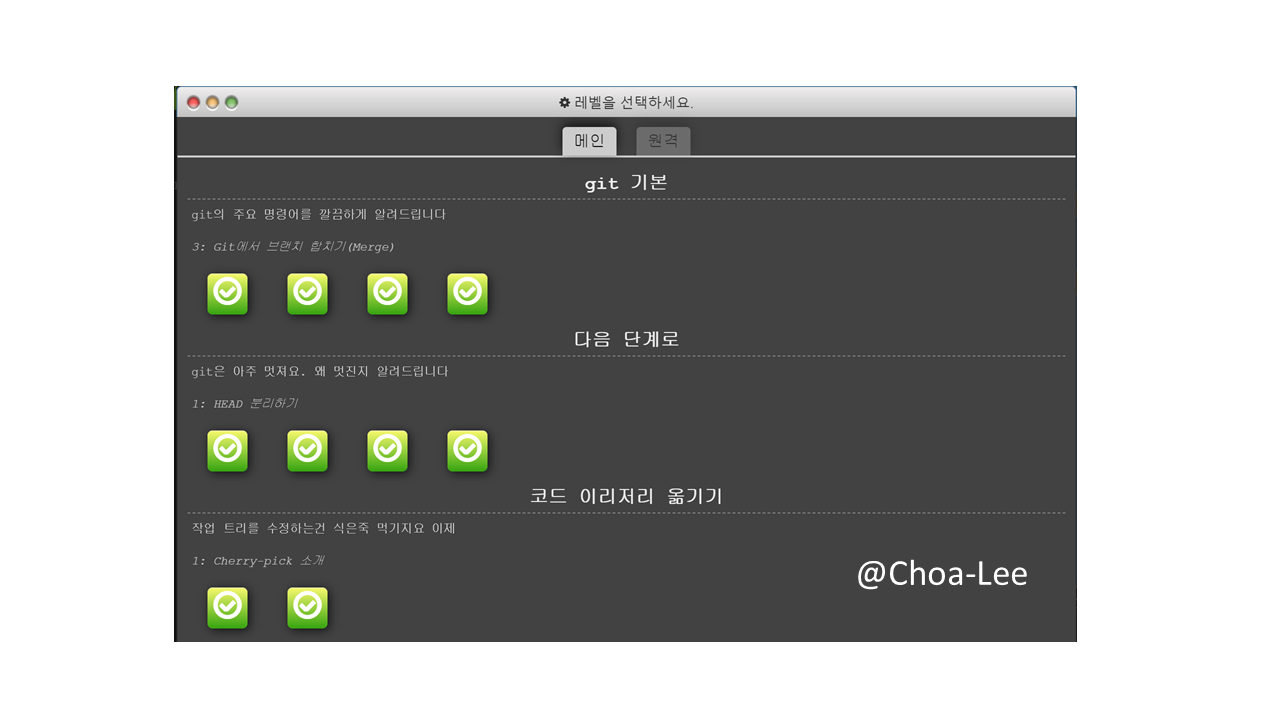 레벨을 선택하세요.
메인 원격
git 기본
git의 주요 명령어를 깔끔하게 알려드립니다
3: Git에서 브랜치 합치기(Merge)
다음 단계로
git은 아주 멋져요. 왜 멋진지 알려드립니다
1: HEAD 분리하기
코드 이리저리 옮기기
작업 트리를 수정하는건 식은죽 먹기지요 이제
1: Cherry-pick 소개
@Choa-Lee